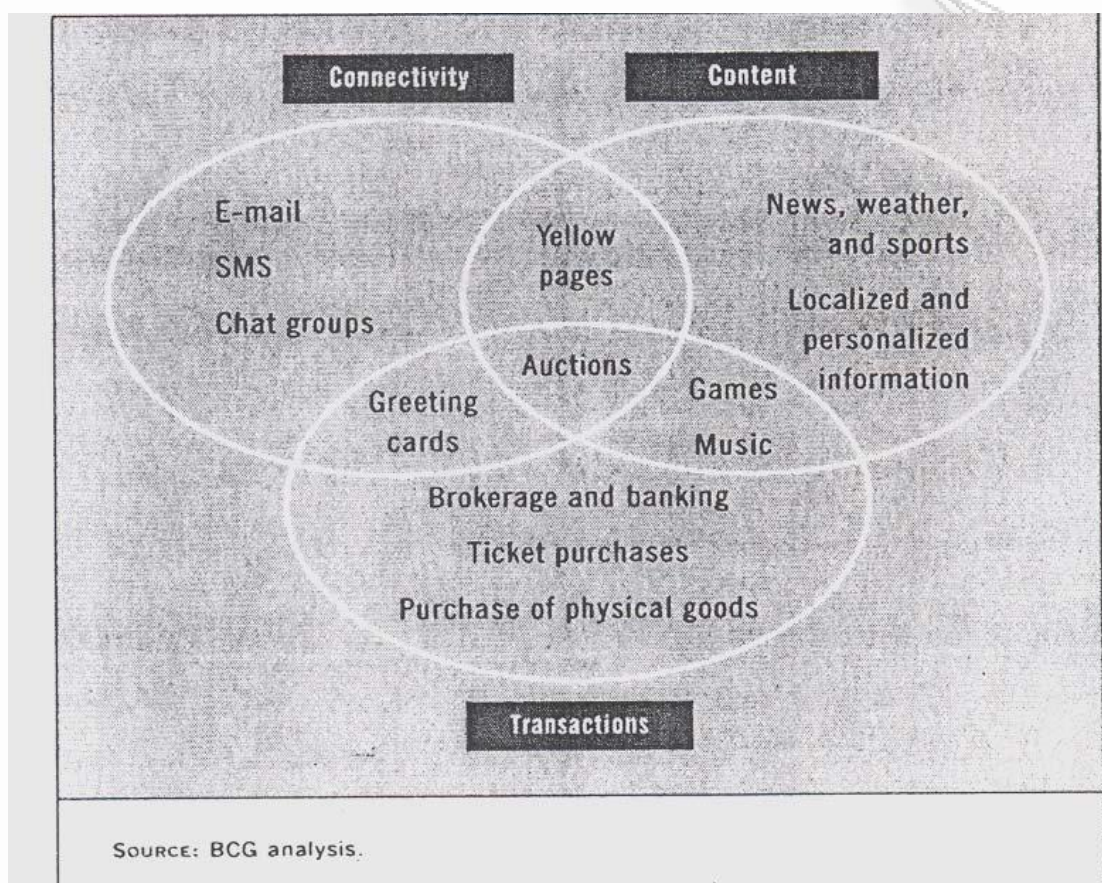 Connectivity
Content
E-mail
SMS
Chat groups
Yellow
pages
News, weather,
and sports
Localized and
personalized
information
Auctions
Greeting
cards
Games
Music
Brokerage and banking
Ticket purchases
Purchase of physical goods
Transactions
SOURCE: BCG analysis.